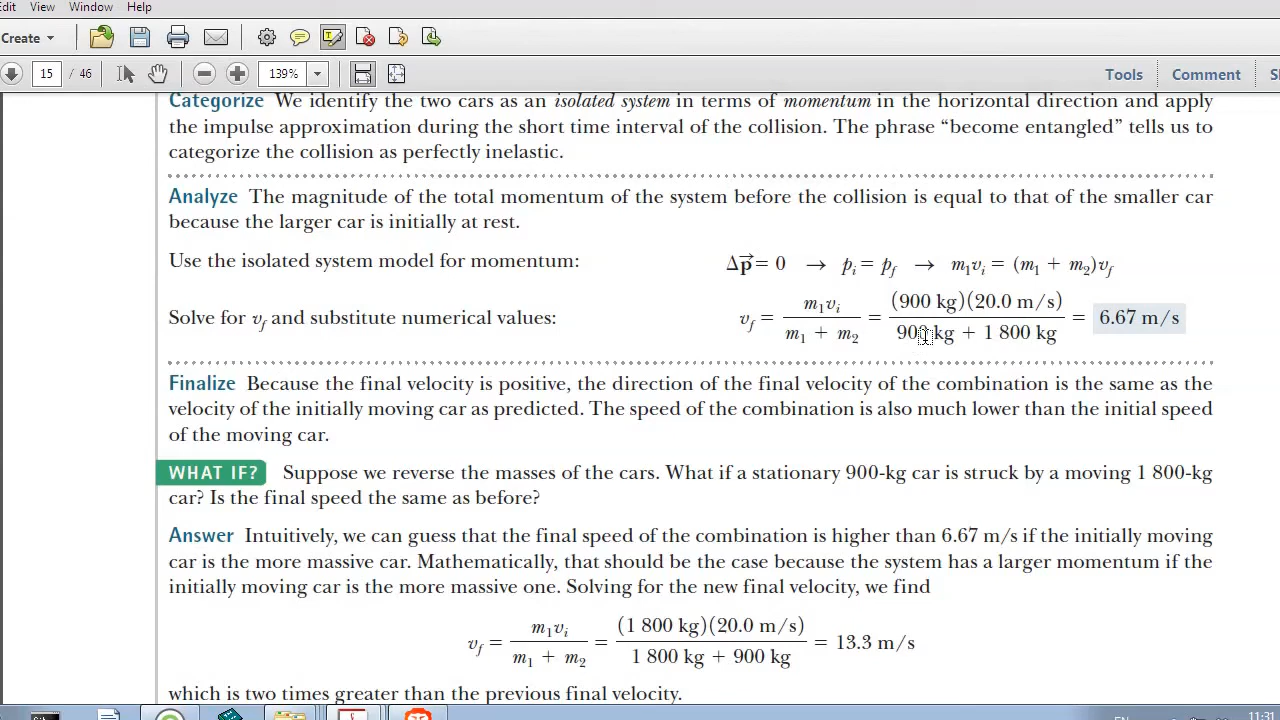 Edit View Window Help
Create
15 / 46 139% Tools Comment
Categorize We identify the two cars as an isolated system in terms of momentum in the horizontal direction and apply
the impulse approximation during the short time interval of the collision. The phrase “become entangled” tells us to
categorize the collision as perfectly inelastic.
Analyze The magnitude of the total momentum of the system before the collision is equal to that of the smaller car
because the larger car is initially at rest.
Use the isolated system model for momentum: Δp⃗ = 0 → pᵢ = p_f → m₁vᵢ = (m₁ + m₂)v_f
Solve for v_f and substitute numerical values: v_f = m₁vᵢ / (m₁ + m₂) = (900 kg)(20.0 m/s) / (900 kg + 1 800 kg) = 6.67 m/s
Finalize Because the final velocity is positive, the direction of the final velocity of the combination is the same as the
velocity of the initially moving car as predicted. The speed of the combination is also much lower than the initial speed
of the moving car.
WHAT IF? Suppose we reverse the masses of the cars. What if a stationary 900-kg car is struck by a moving 1 800-kg
car? Is the final speed the same as before?
Answer Intuitively, we can guess that the final speed of the combination is higher than 6.67 m/s if the initially moving
car is the more massive car. Mathematically, that should be the case because the system has a larger momentum if the
initially moving car is the more massive one. Solving for the new final velocity, we find
v_f = m₁vᵢ / (m₁ + m₂) = (1 800 kg)(20.0 m/s) / (1 800 kg + 900 kg) = 13.3 m/s
which is two times greater than the previous final velocity.
11:31